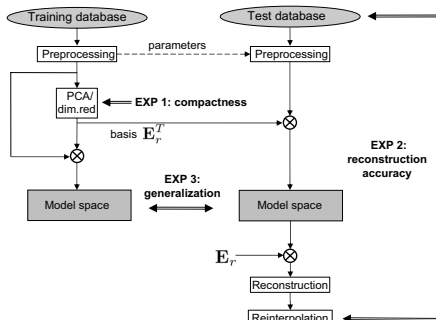 Training database
Test database
Preprocessing
parameters
Preprocessing
PCA/
dim.red
EXP 1: compactness
basis E_r^T
EXP 2:
reconstruction
accuracy
EXP 3:
generalization
Model space
Model space
E_r
Reconstruction
Reinterpolation